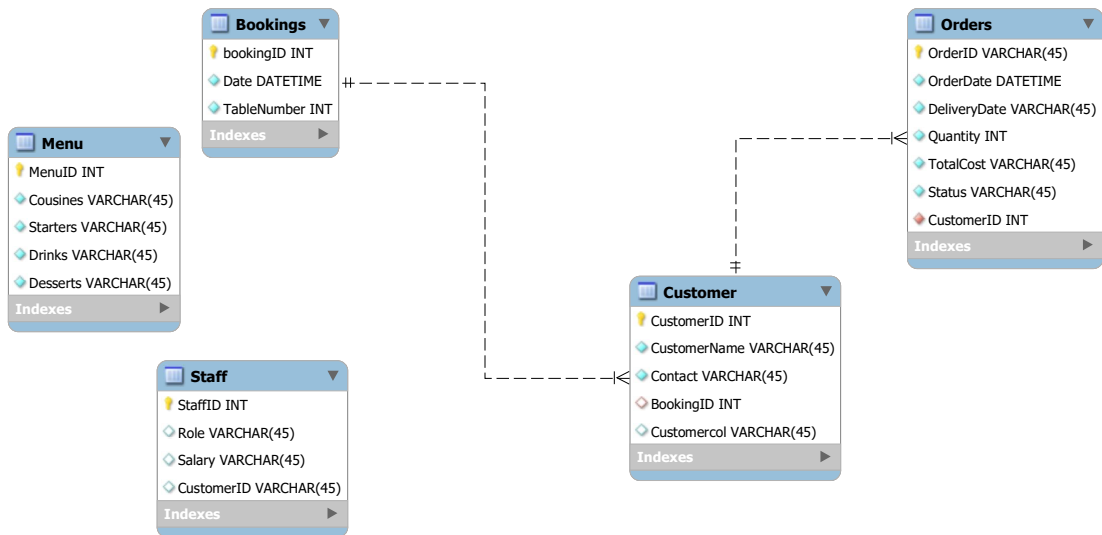 Bookings
bookingID INT
Date DATETIME
TableNumber INT
Indexes
Menu
MenuID INT
Cousines VARCHAR(45)
Starters VARCHAR(45)
Drinks VARCHAR(45)
Desserts VARCHAR(45)
Indexes
Staff
StaffID INT
Role VARCHAR(45)
Salary VARCHAR(45)
CustomerID VARCHAR(45)
Indexes
Customer
CustomerID INT
CustomerName VARCHAR(45)
Contact VARCHAR(45)
BookingID INT
Customercol VARCHAR(45)
Indexes
Orders
OrderID VARCHAR(45)
OrderDate DATETIME
DeliveryDate VARCHAR(45)
Quantity INT
TotalCost VARCHAR(45)
Status VARCHAR(45)
CustomerID INT
Indexes